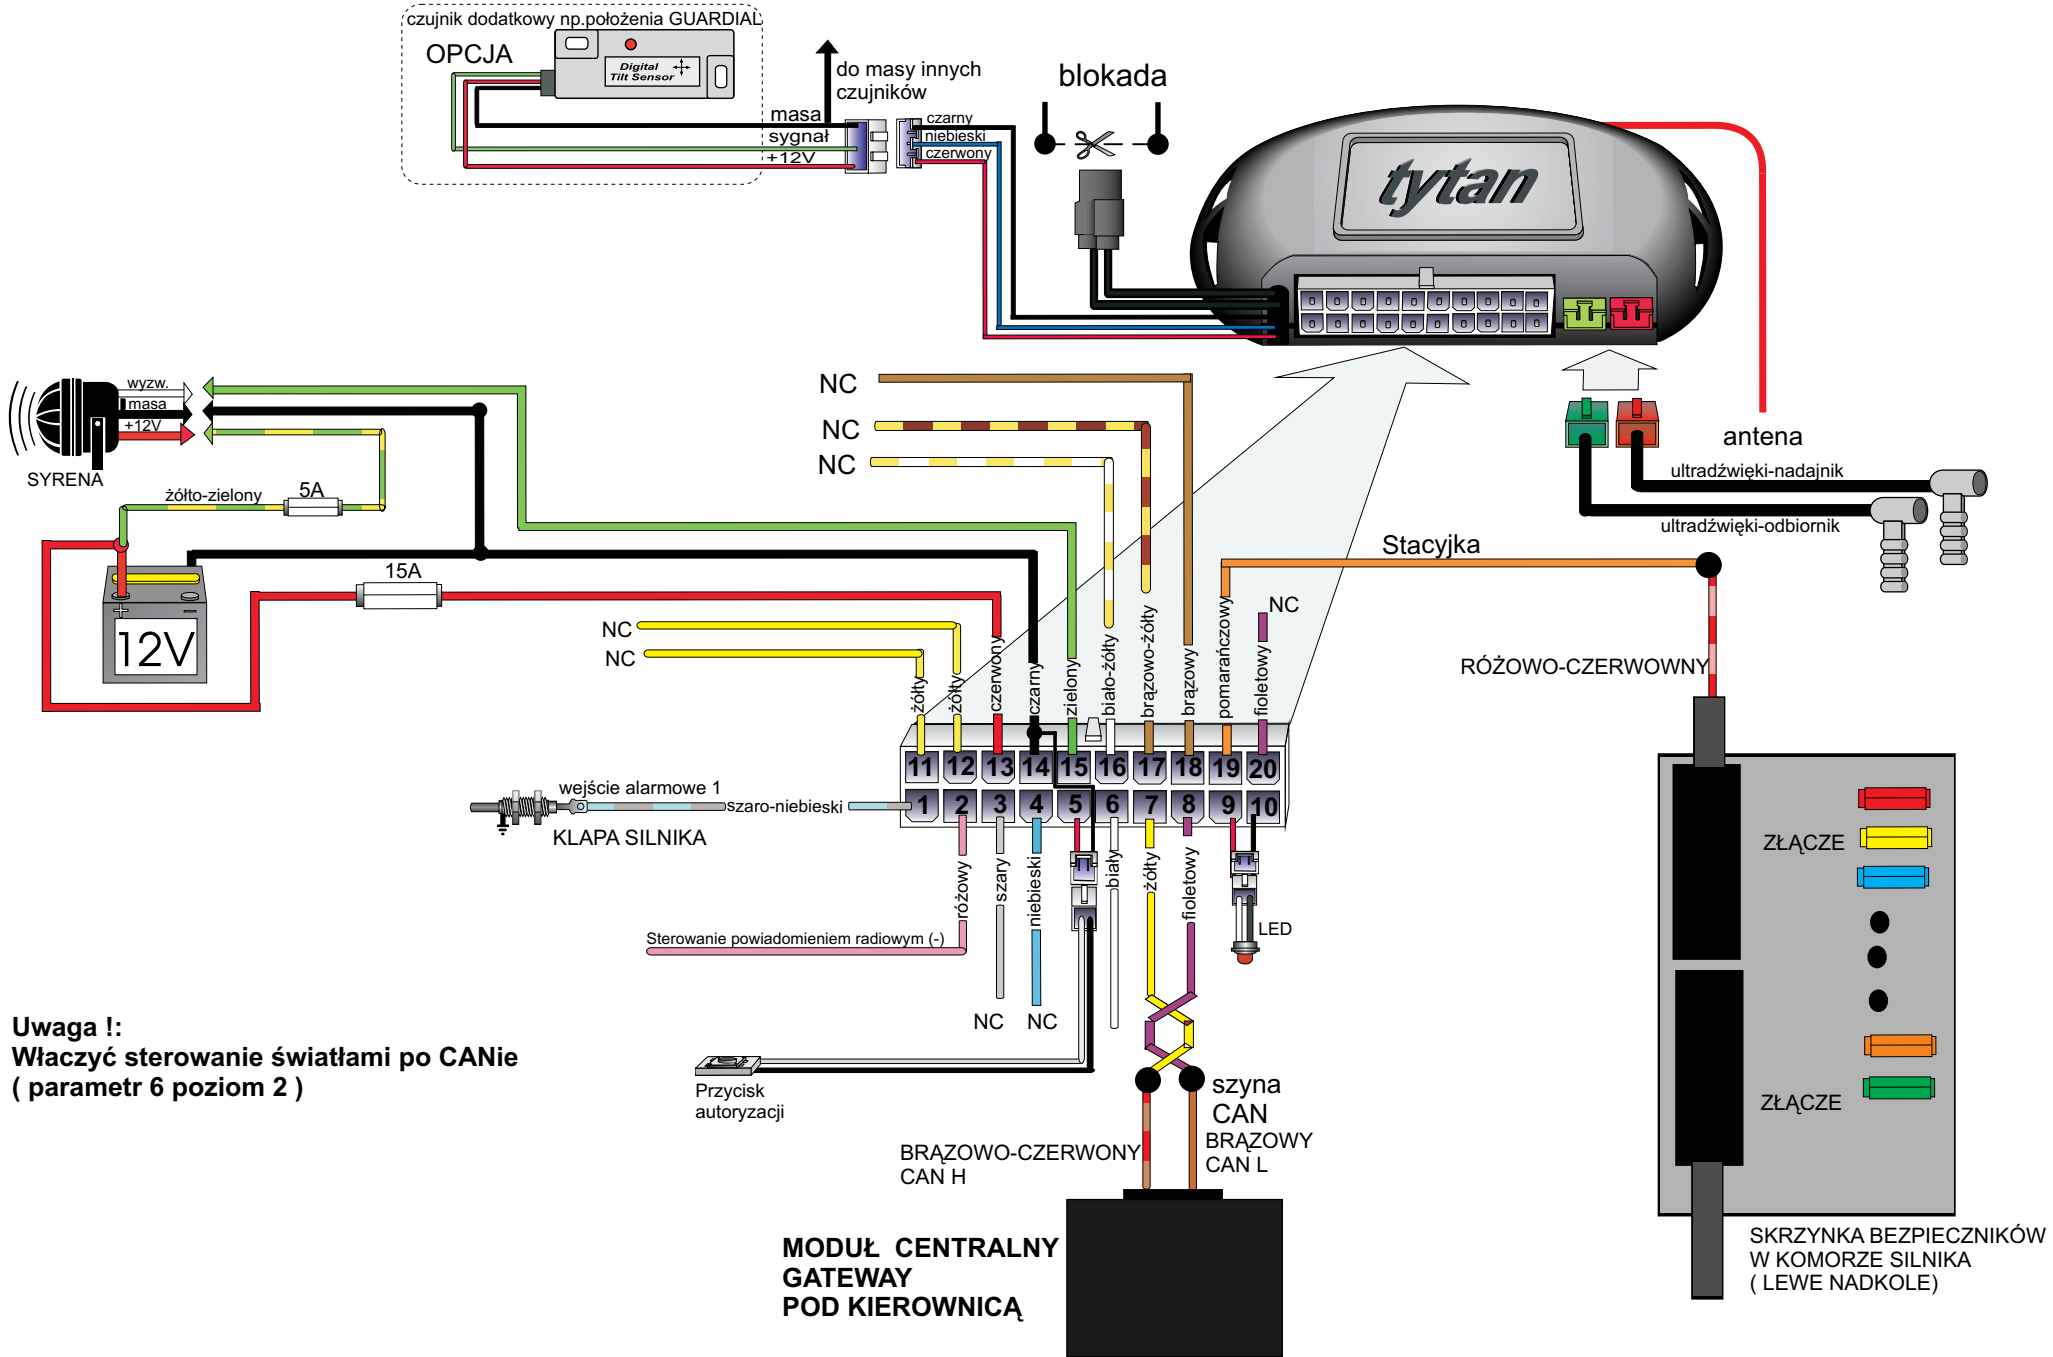 czujnik dodatkowy np.położenia GUARDIAL
OPCJA
Digital
Tilt Sensor
masa
sygnał
+12V
do masy innych
czujników
czarny
niebieski
czerwony
blokada
tytan
antena
ultradźwięki-nadajnik
ultradźwięki-odbiornik
wyzw.
masa
+12V
SYRENA
żółto-zielony
5A
15A
+
−
12V
NC
NC
NC
NC
NC
Stacyjka
NC
RÓŻOWO-CZERWOWNY
żółty
żółty
czerwony
czarny
zielony
biało-żółty
brązowo-żółty
brązowy
pomarańczowy
fioletowy
11 12 13 14 15 16 17 18 19 20
1 2 3 4 5 6 7 8 9 10
wejście alarmowe 1
szaro-niebieski
KLAPA SILNIKA
różowy
szary
niebieski
biały
żółty
fioletowy
LED
Sterowanie powiadomieniem radiowym (-)
NC
NC
Przycisk
autoryzacji
szyna
CAN
BRĄZOWY
CAN L
BRĄZOWO-CZERWONY
CAN H
MODUŁ CENTRALNY
GATEWAY
POD KIEROWNICĄ
Uwaga !:
Właczyć sterowanie światłami po CANie
( parametr 6 poziom 2 )
ZŁĄCZE
ZŁĄCZE
SKRZYNKA BEZPIECZNIKÓW
W KOMORZE SILNIKA
( LEWE NADKOLE)